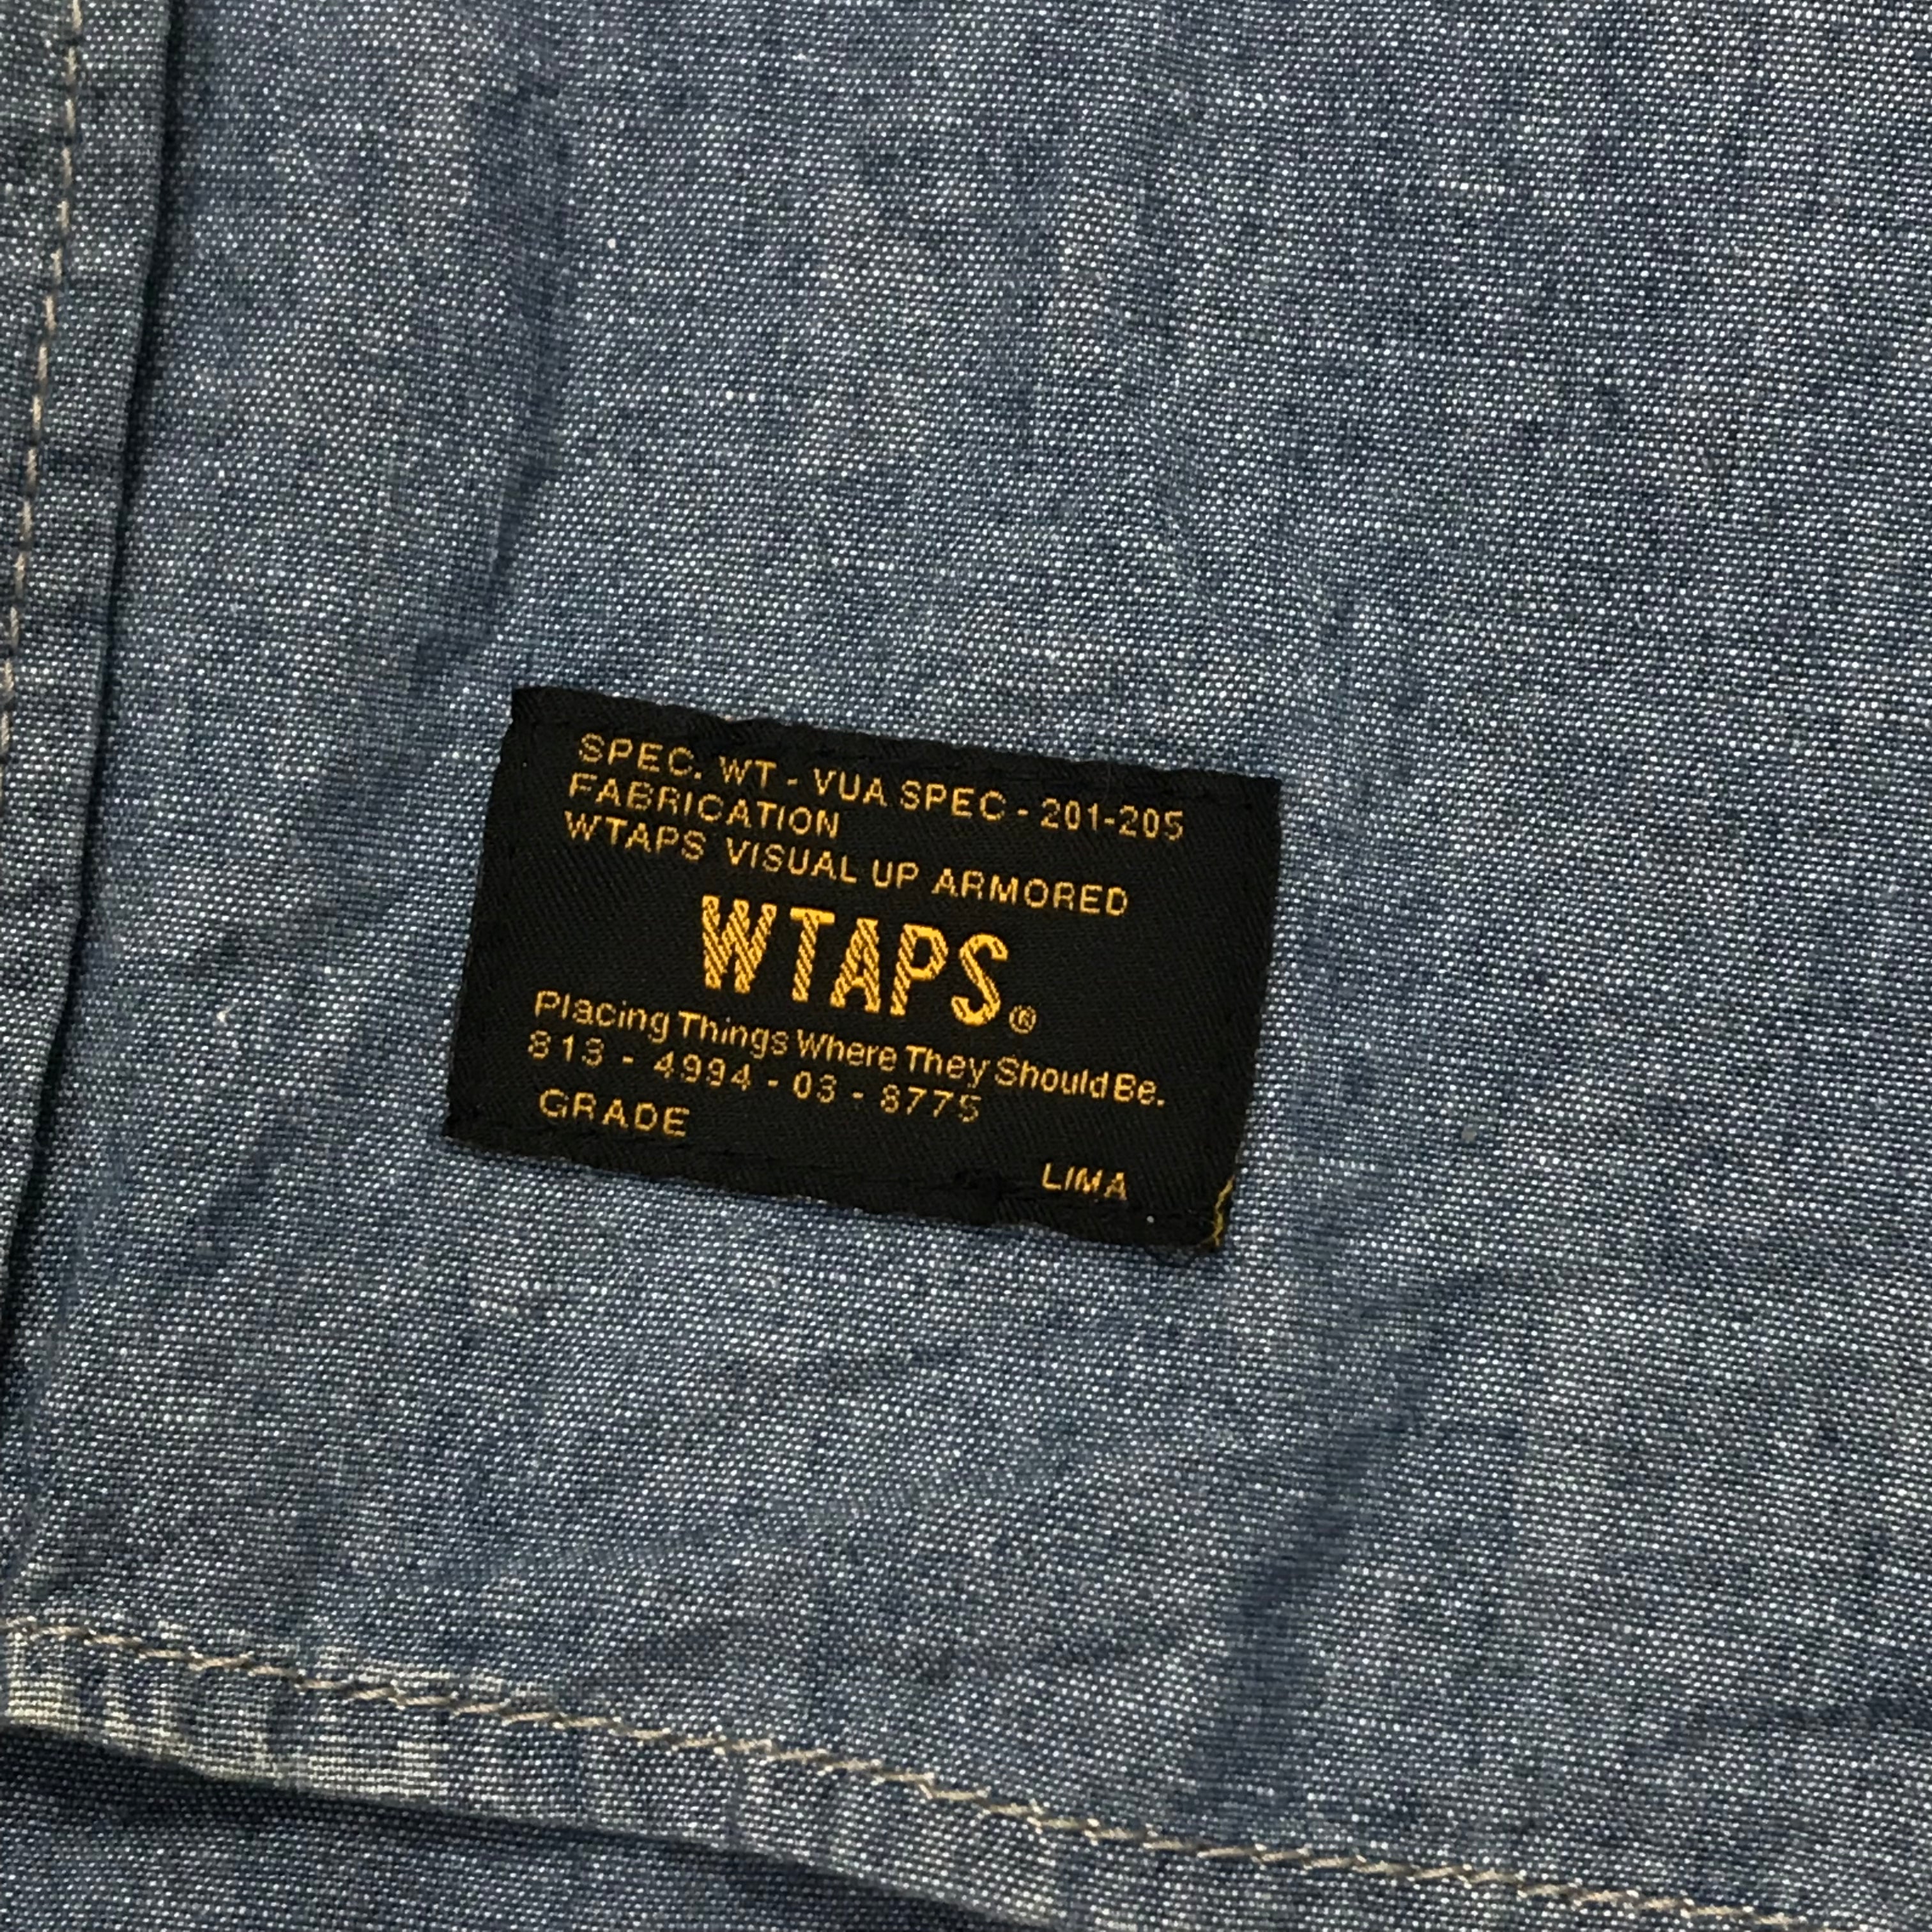 SPEC. WT - VUA SPEC - 201-205
FABRICATION
WTAPS VISUAL UP ARMORED
WTAPS®
Placing Things Where They Should Be.
813 - 4994 - 03 - 8775
GRADE
LIMA